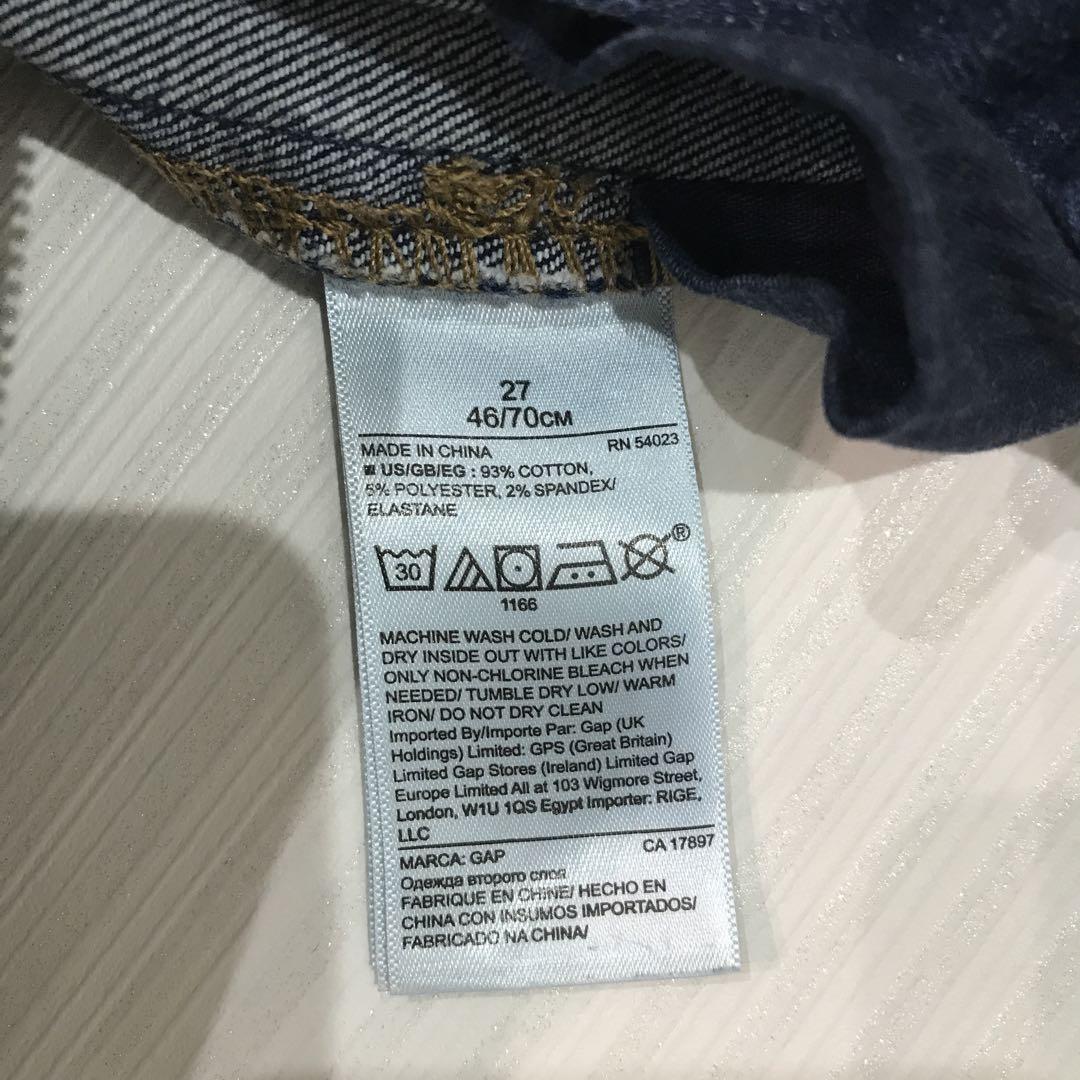 27
46/70CM
MADE IN CHINA RN 54023
US/GB/EG : 93% COTTON,
5% POLYESTER, 2% SPANDEX/
ELASTANE
30 ®
1166
MACHINE WASH COLD/ WASH AND
DRY INSIDE OUT WITH LIKE COLORS/
ONLY NON-CHLORINE BLEACH WHEN
NEEDED/ TUMBLE DRY LOW/ WARM
IRON/ DO NOT DRY CLEAN
Imported By/Importe Par: Gap (UK
Holdings) Limited: GPS (Great Britain)
Limited Gap Stores (Ireland) Limited Gap
Europe Limited All at 103 Wigmore Street,
London, W1U 1QS Egypt Importer: RIGE,
LLC
MARCA: GAP CA 17897
Одежда второго слоя
FABRIQUE EN CHINE/ HECHO EN
CHINA CON INSUMOS IMPORTADOS/
FABRICADO NA CHINA/